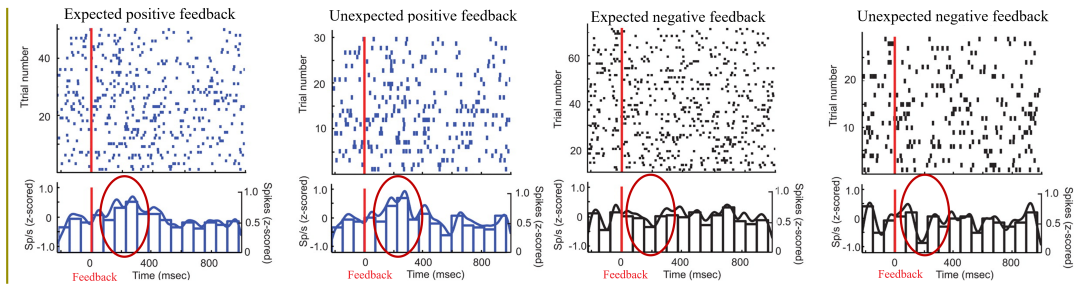 Expected positive feedback
Ttrial number
40
20
Sp/s (z-scored)
1.0
0
-1.0
1.0
0.5
0
Spikes (z-scored)
0
400
800
Feedback
Time (msec)
Unexpected positive feedback
Trial number
30
20
10
Sp/s (z-scored)
1.0
0
-1.0
1.0
0.5
0
Spikes (z-scored)
0
400
800
Feedback
Time (msec)
Expected negative feedback
Ttrial number
60
40
20
Sp/s (z-scored)
1.0
0
-1.0
1.0
0.5
0
Spikes (z-scored)
0
400
800
Feedback
Time (msec)
Unexpected negative feedback
Ttrial number
20
10
Sp/s (z-scored)
1.0
0
-1.0
1.0
0.5
0
Spikes (z-scored)
0
400
800
Feedback
Time (msec)